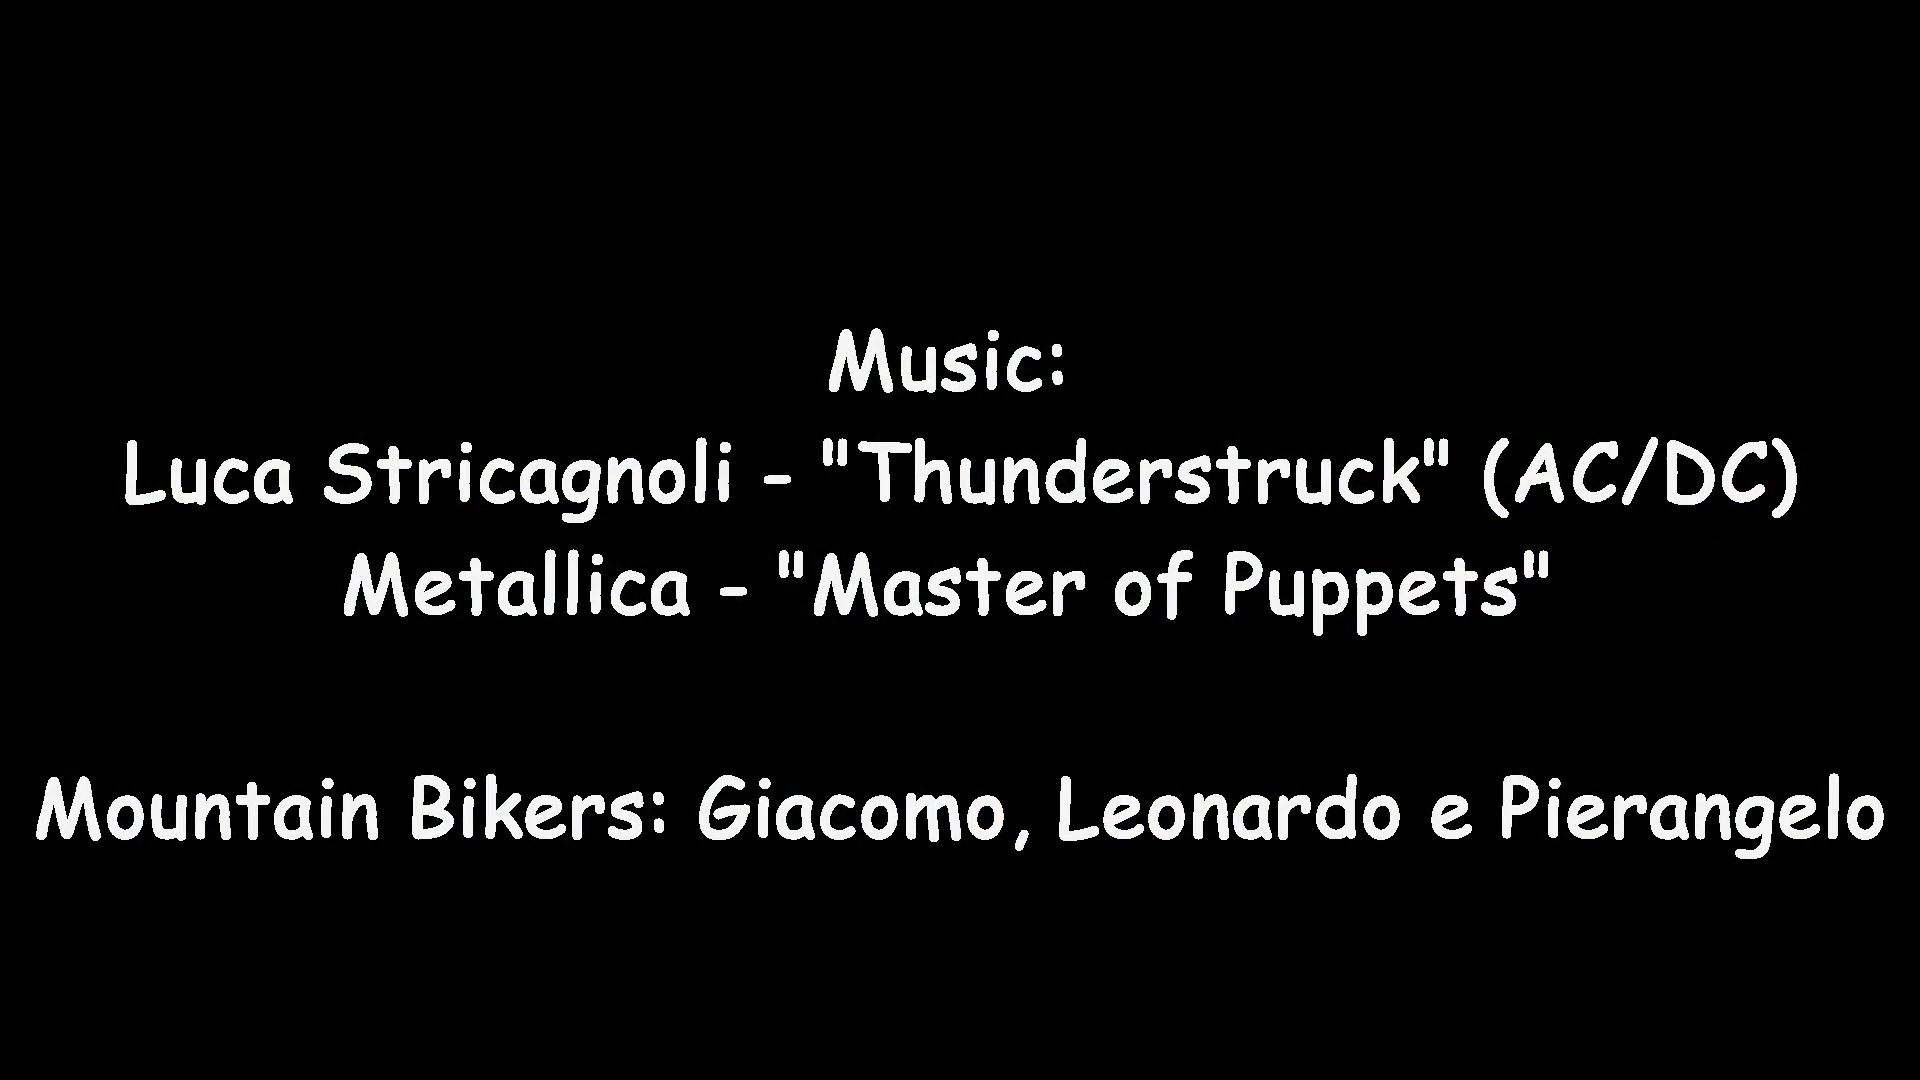 Music:
Luca Stricagnoli - "Thunderstruck" (AC/DC)
Metallica - "Master of Puppets"
Mountain Bikers: Giacomo, Leonardo e Pierangelo